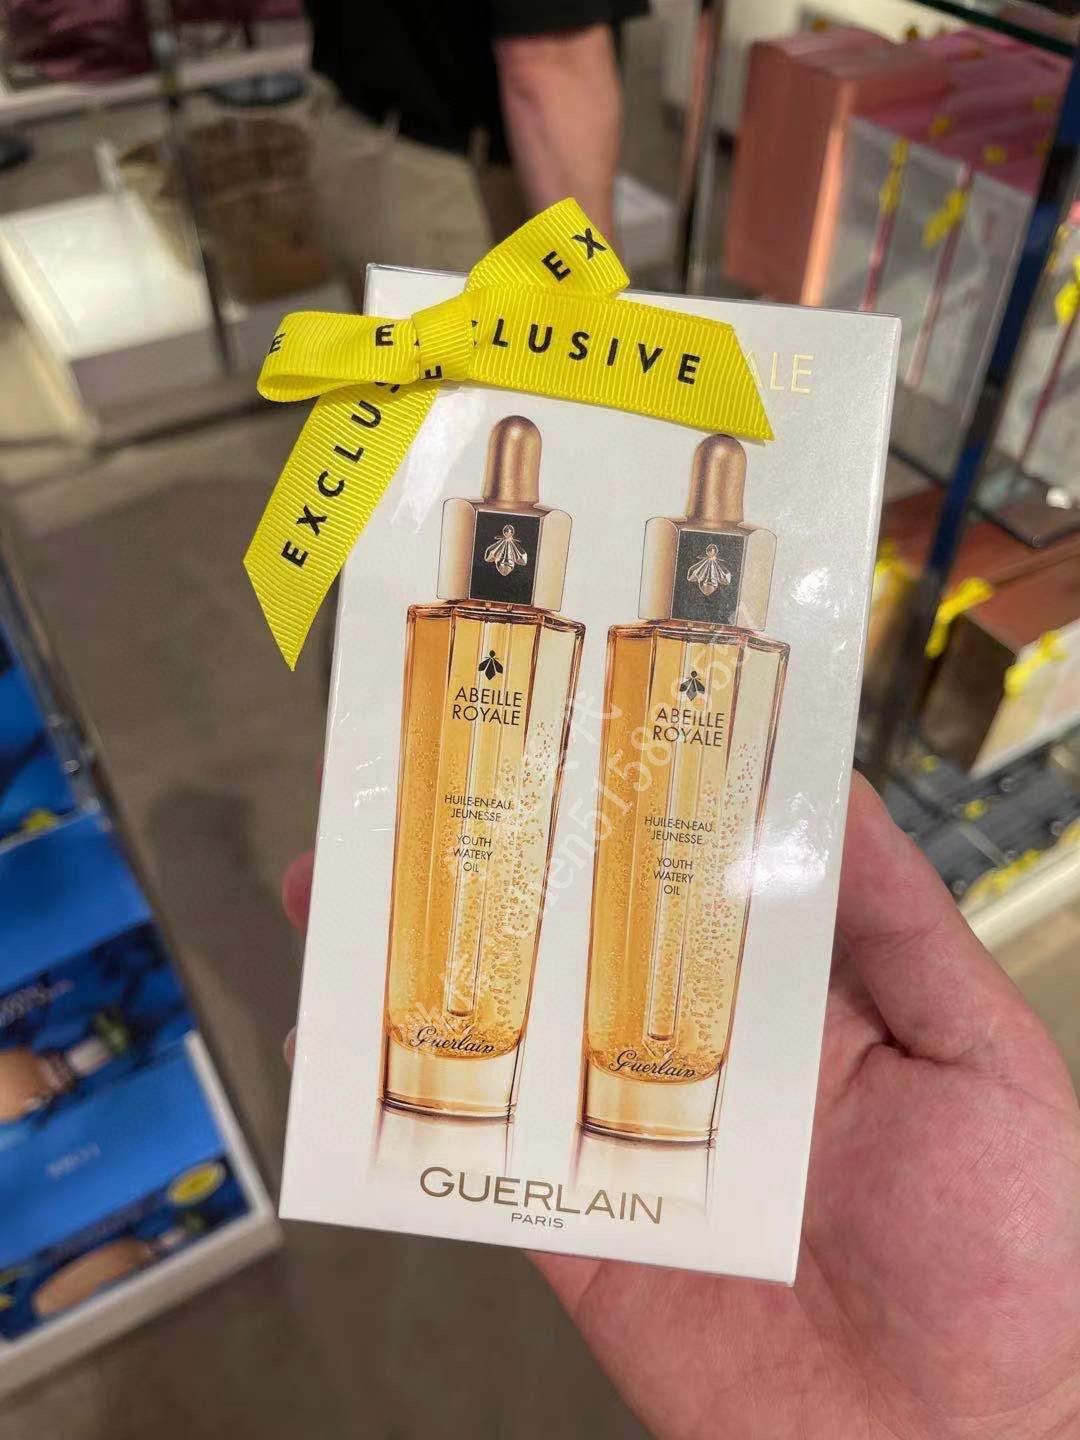 EX
E EXCLUSIVE
EXCLUS
ALE
ABEILLE
ROYALE
HUILE-EN-EAU
JEUNESSE
YOUTH
WATERY
OIL
Guerlain
ABEILLE
ROYALE
HUILE-EN-EAU
JEUNESSE
YOUTH
WATERY
OIL
Guerlain
GUERLAIN
PARIS